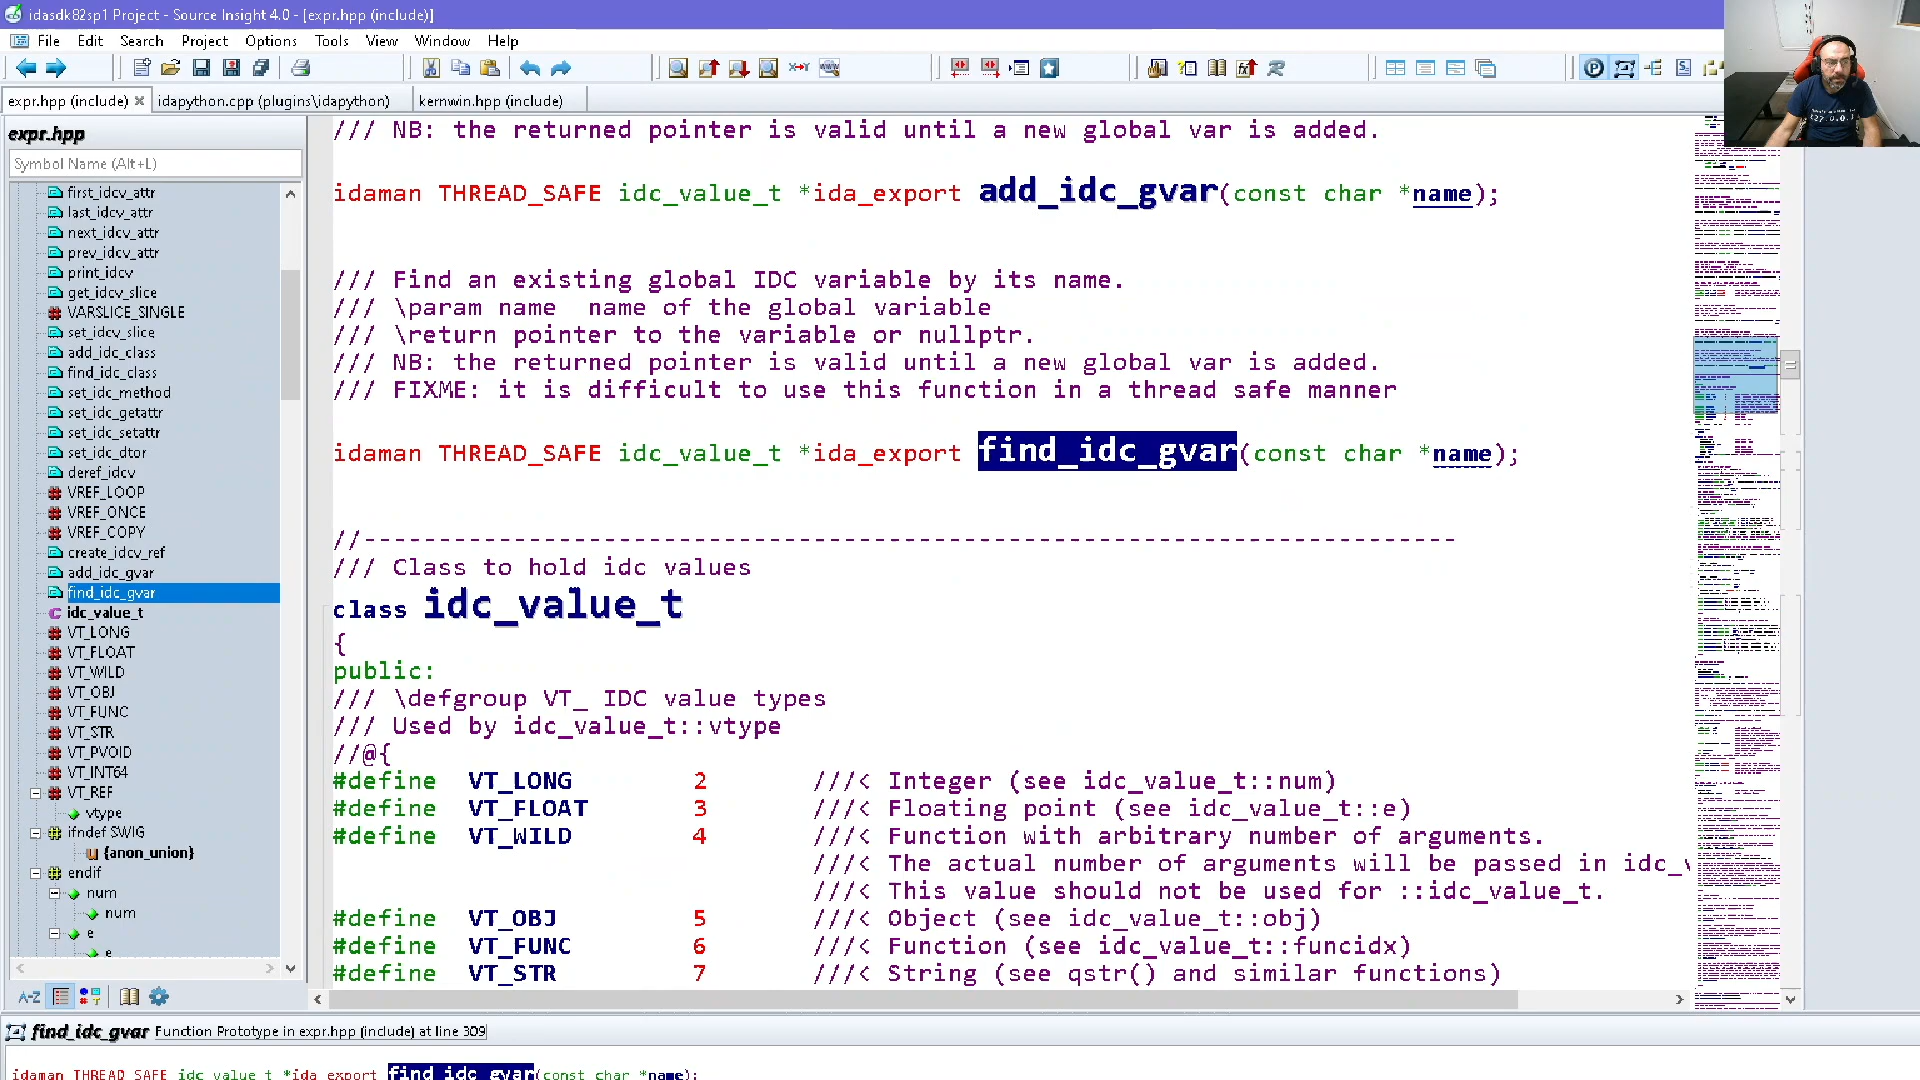 idasdk82sp1 Project - Source Insight 4.0 - [expr.hpp (include)]
File Edit Search Project Options Tools View Window Help
expr.hpp (include) idapython.cpp (plugins\idapython) kernwin.hpp (include)
expr.hpp
Symbol Name (Alt+L)
first_idcv_attr
last_idcv_attr
next_idcv_attr
prev_idcv_attr
print_idcv
get_idcv_slice
VARSLICE_SINGLE
set_idcv_slice
add_idc_class
find_idc_class
set_idc_method
set_idc_getattr
set_idc_setattr
set_idc_dtor
deref_idcv
VREF_LOOP
VREF_ONCE
VREF_COPY
create_idcv_ref
add_idc_gvar
find_idc_gvar
idc_value_t
VT_LONG
VT_FLOAT
VT_WILD
VT_OBJ
VT_FUNC
VT_STR
VT_PVOID
VT_INT64
VT_REF
vtype
ifndef SWIG
{anon_union}
endif
num
num
e
e
A-Z
/// NB: the returned pointer is valid until a new global var is added.
idaman THREAD_SAFE idc_value_t *ida_export add_idc_gvar(const char *name);
/// Find an existing global IDC variable by its name.
/// \param name  name of the global variable
/// \return pointer to the variable or nullptr.
/// NB: the returned pointer is valid until a new global var is added.
/// FIXME: it is difficult to use this function in a thread safe manner
idaman THREAD_SAFE idc_value_t *ida_export find_idc_gvar(const char *name);
//-------------------------------------------------------------------------
/// Class to hold idc values
class idc_value_t
{
public:
/// \defgroup VT_ IDC value types
/// Used by idc_value_t::vtype
//@{
#define VT_LONG 2 ///< Integer (see idc_value_t::num)
#define VT_FLOAT 3 ///< Floating point (see idc_value_t::e)
#define VT_WILD 4 ///< Function with arbitrary number of arguments.
///< The actual number of arguments will be passed in idc_
///< This value should not be used for ::idc_value_t.
#define VT_OBJ 5 ///< Object (see idc_value_t::obj)
#define VT_FUNC 6 ///< Function (see idc_value_t::funcidx)
#define VT_STR 7 ///< String (see qstr() and similar functions)
find_idc_gvar Function Prototype in expr.hpp (include) at line 309
idaman THREAD_SAFE idc_value_t *ida_export find_idc_gvar(const char *name);